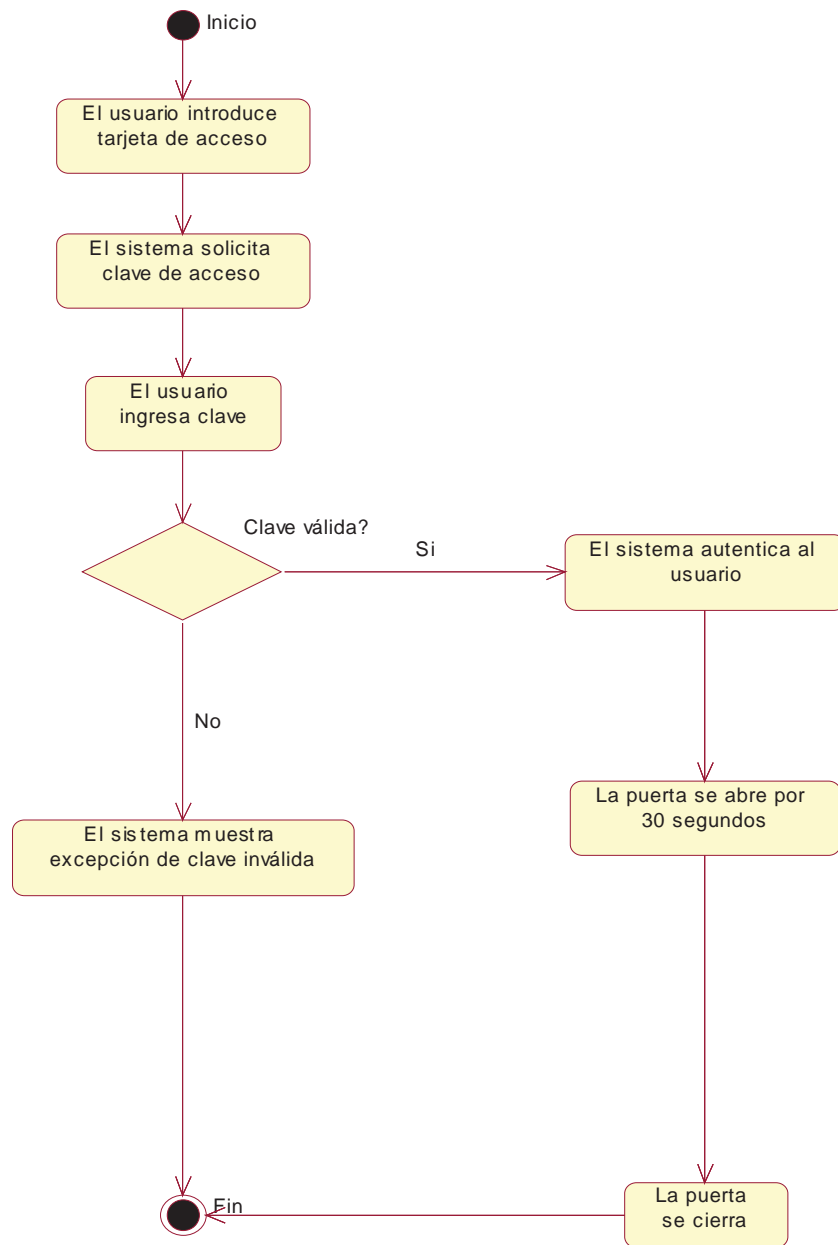 Inicio
El usuario introduce
tarjeta de acceso
El sistema solicita
clave de acceso
El usuario
ingresa clave
Clave válida?
Si
El sistema autentica al
usuario
No
La puerta se abre por
30 segundos
El sistema muestra
excepción de clave inválida
Fin
La puerta
se cierra